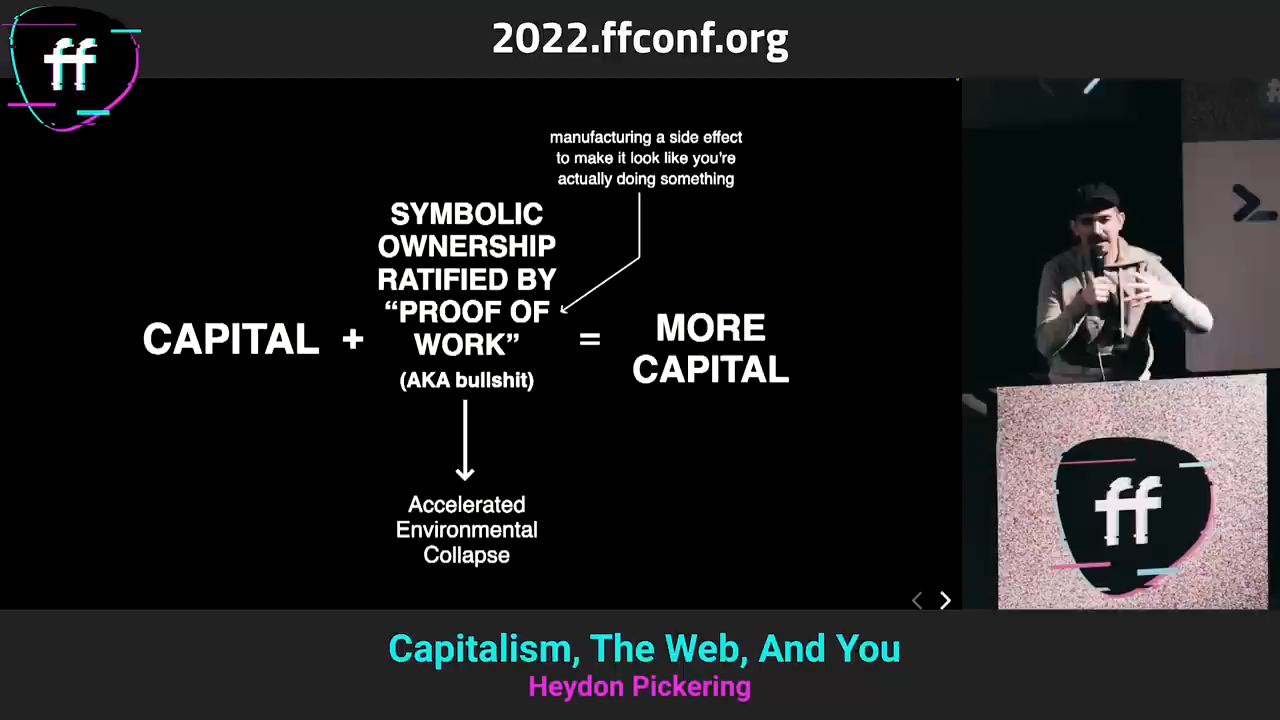 2022.ffconf.org
ff
manufacturing a side effect
to make it look like you're
actually doing something
SYMBOLIC
OWNERSHIP
RATIFIED BY
“PROOF OF
WORK”
(AKA bullshit)
CAPITAL + = MORE
CAPITAL
Accelerated
Environmental
Collapse
ff
Capitalism, The Web, And You
Heydon Pickering